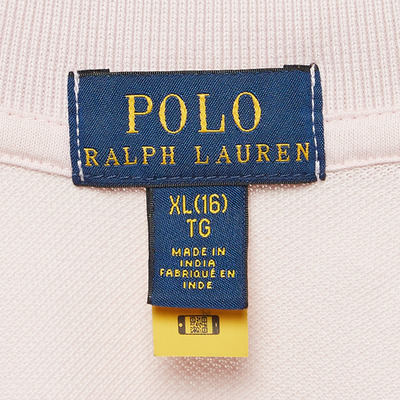 POLO
RALPH LAUREN
XL(16)
TG
MADE IN
INDIA
FABRIQUÉ EN
INDE